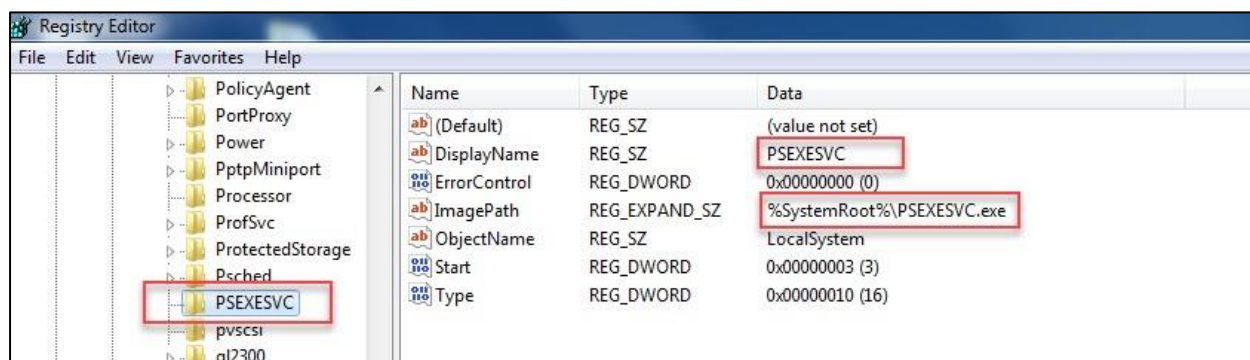 Registry Editor
File Edit View Favorites Help
PolicyAgent
PortProxy
Power
PptpMiniport
Processor
ProfSvc
ProtectedStorage
Psched
PSEXESVC
pvscsi
ql2300
Name Type Data
(Default) REG_SZ (value not set)
DisplayName REG_SZ PSEXESVC
ErrorControl REG_DWORD 0x00000000 (0)
ImagePath REG_EXPAND_SZ %SystemRoot%\PSEXESVC.exe
ObjectName REG_SZ LocalSystem
Start REG_DWORD 0x00000003 (3)
Type REG_DWORD 0x00000010 (16)